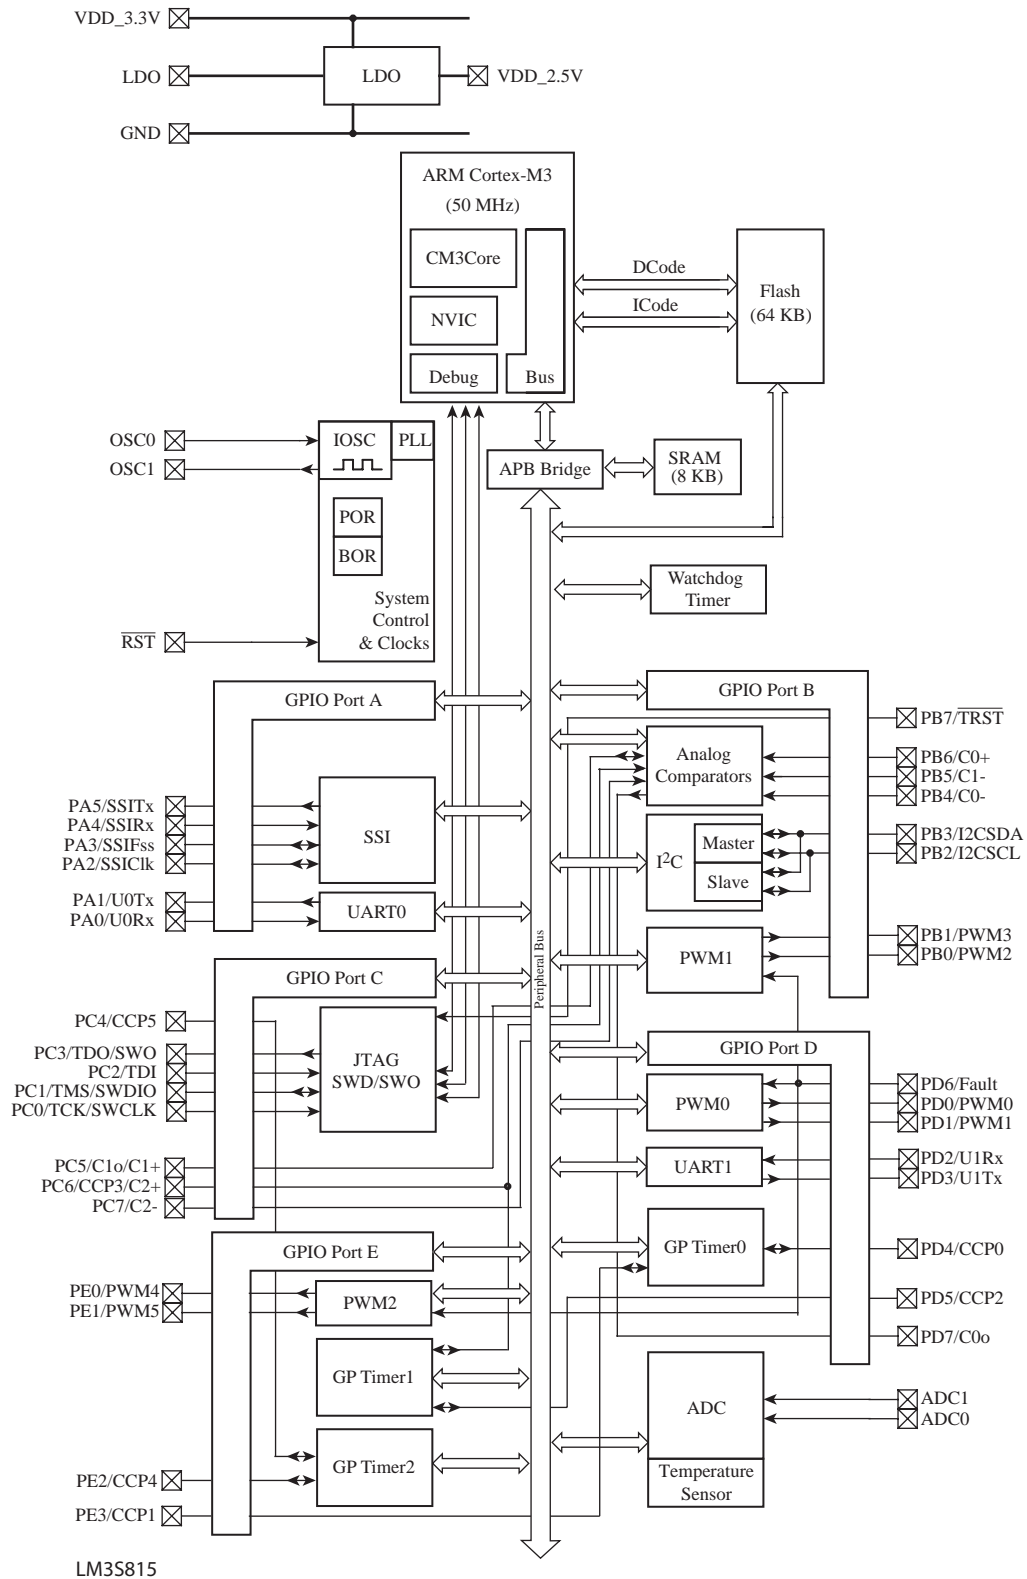 VDD_3.3V
LDO
LDO
VDD_2.5V
GND
ARM Cortex-M3
(50 MHz)
CM3Core
NVIC
Debug
Bus
DCode
ICode
Flash
(64 KB)
OSC0
OSC1
IOSC
PLL
POR
BOR
System
Control
& Clocks
RST
APB Bridge
SRAM
(8 KB)
Watchdog
Timer
Peripheral Bus
GPIO Port A
PA5/SSITx
PA4/SSIRx
PA3/SSIFss
PA2/SSIClk
SSI
PA1/U0Tx
PA0/U0Rx
UART0
GPIO Port B
PB7/TRST
Analog
Comparators
PB6/C0+
PB5/C1-
PB4/C0-
I2C
Master
Slave
PB3/I2CSDA
PB2/I2CSCL
PWM1
PB1/PWM3
PB0/PWM2
GPIO Port C
PC4/CCP5
PC3/TDO/SWO
PC2/TDI
PC1/TMS/SWDIO
PC0/TCK/SWCLK
JTAG
SWD/SWO
PC5/C1o/C1+
PC6/CCP3/C2+
PC7/C2-
GPIO Port D
PWM0
PD6/Fault
PD0/PWM0
PD1/PWM1
UART1
PD2/U1Rx
PD3/U1Tx
GP Timer0
PD4/CCP0
PD5/CCP2
PD7/C0o
GPIO Port E
PE0/PWM4
PE1/PWM5
PWM2
GP Timer1
GP Timer2
PE2/CCP4
PE3/CCP1
ADC
ADC1
ADC0
Temperature
Sensor
LM3S815